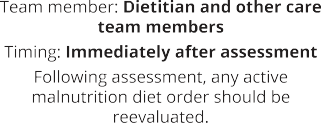 Team member: Dietitian and other care
team members
Timing: Immediately after assessment
Following assessment, any active
malnutrition diet order should be
reevaluated.